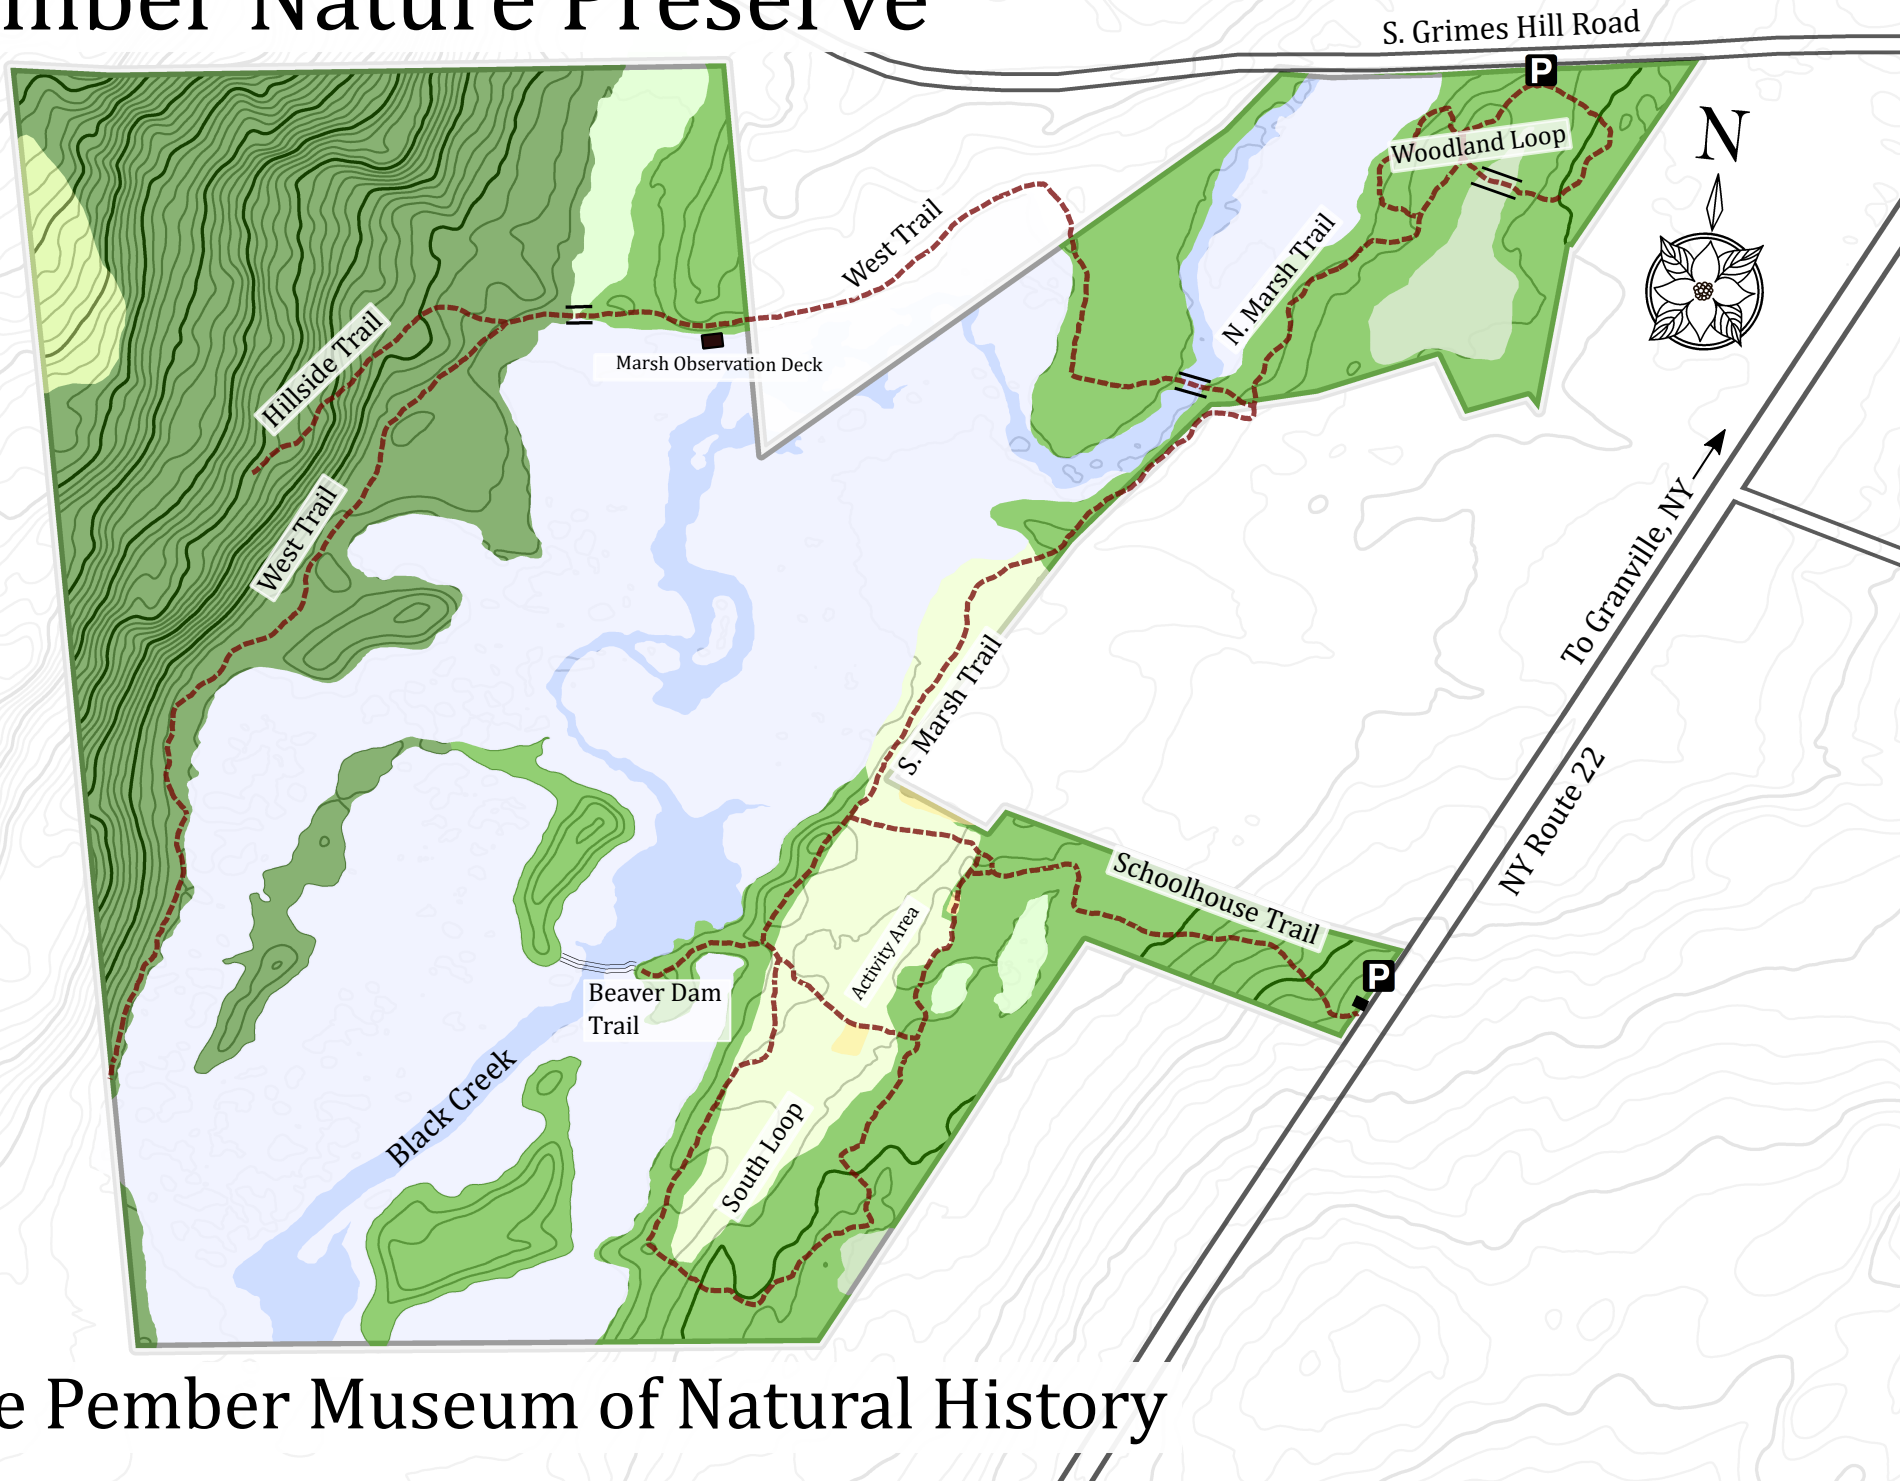 mber Nature Preserve
S. Grimes Hill Road
P
N
Woodland Loop
West Trail
N. Marsh Trail
Hillside Trail
Marsh Observation Deck
West Trail
To Granville, NY
S. Marsh Trail
NY Route 22
Schoolhouse Trail
Activity Area
P
Beaver Dam
Trail
Black Creek
South Loop
e Pember Museum of Natural History